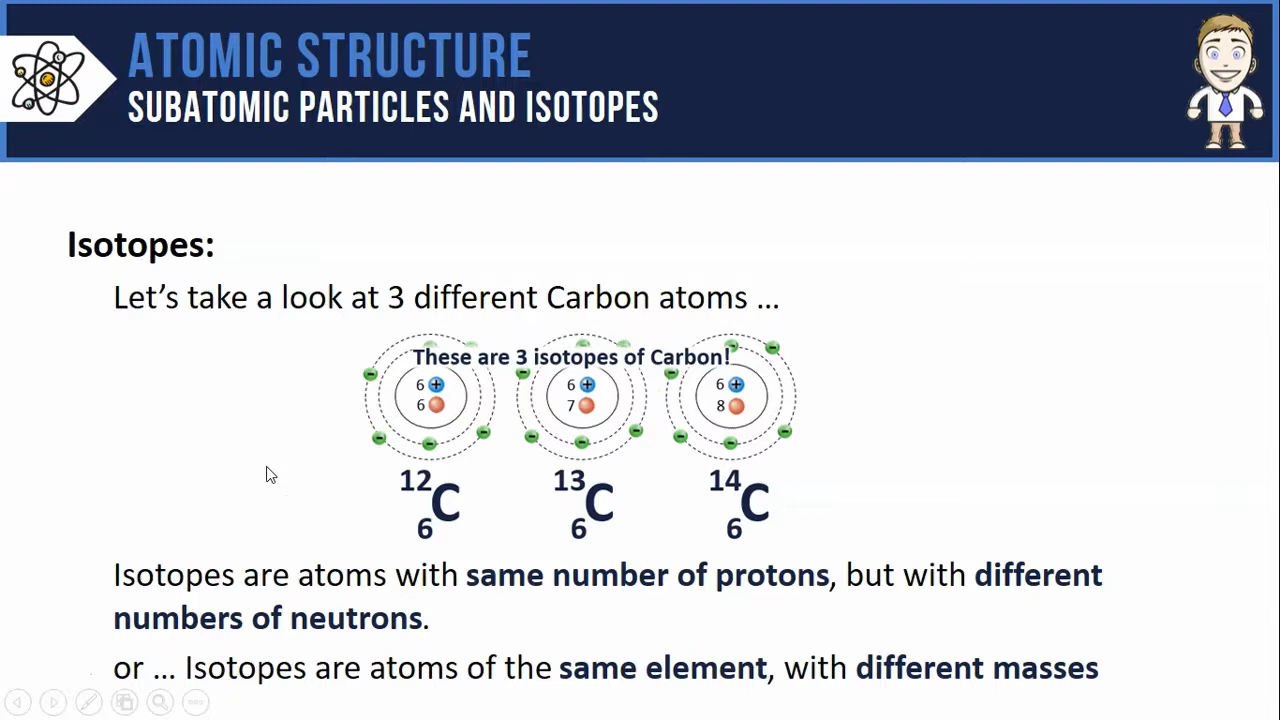 ATOMIC STRUCTURE
SUBATOMIC PARTICLES AND ISOTOPES
Isotopes:
Let's take a look at 3 different Carbon atoms ...
These are 3 isotopes of Carbon!
6 + 6 + 6 +
6 7 8
12 13 14
C C C
6 6 6
Isotopes are atoms with same number of protons, but with different
numbers of neutrons.
or ... Isotopes are atoms of the same element, with different masses